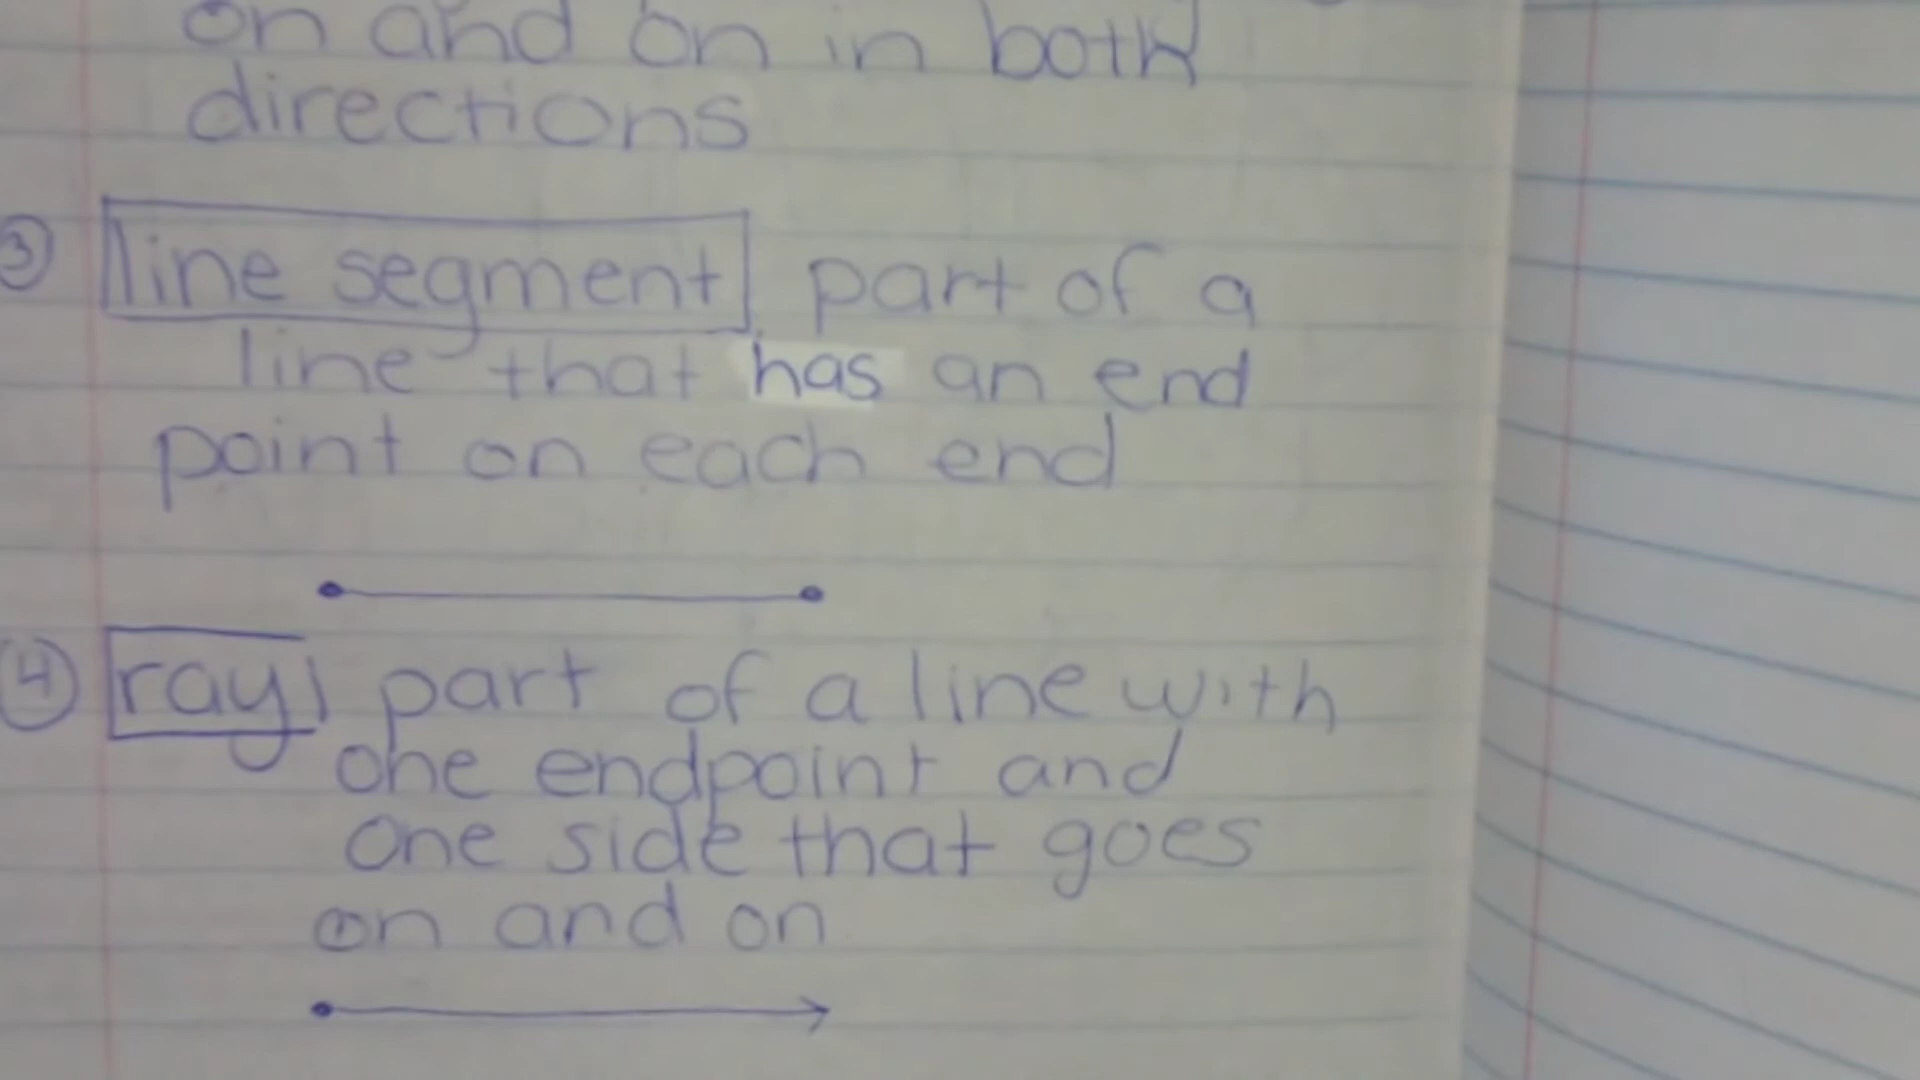 on and on in both
directions
③ line segment part of a
line that has an end
point on each end
④ ray part of a line with
one endpoint and
one side that goes
on and on